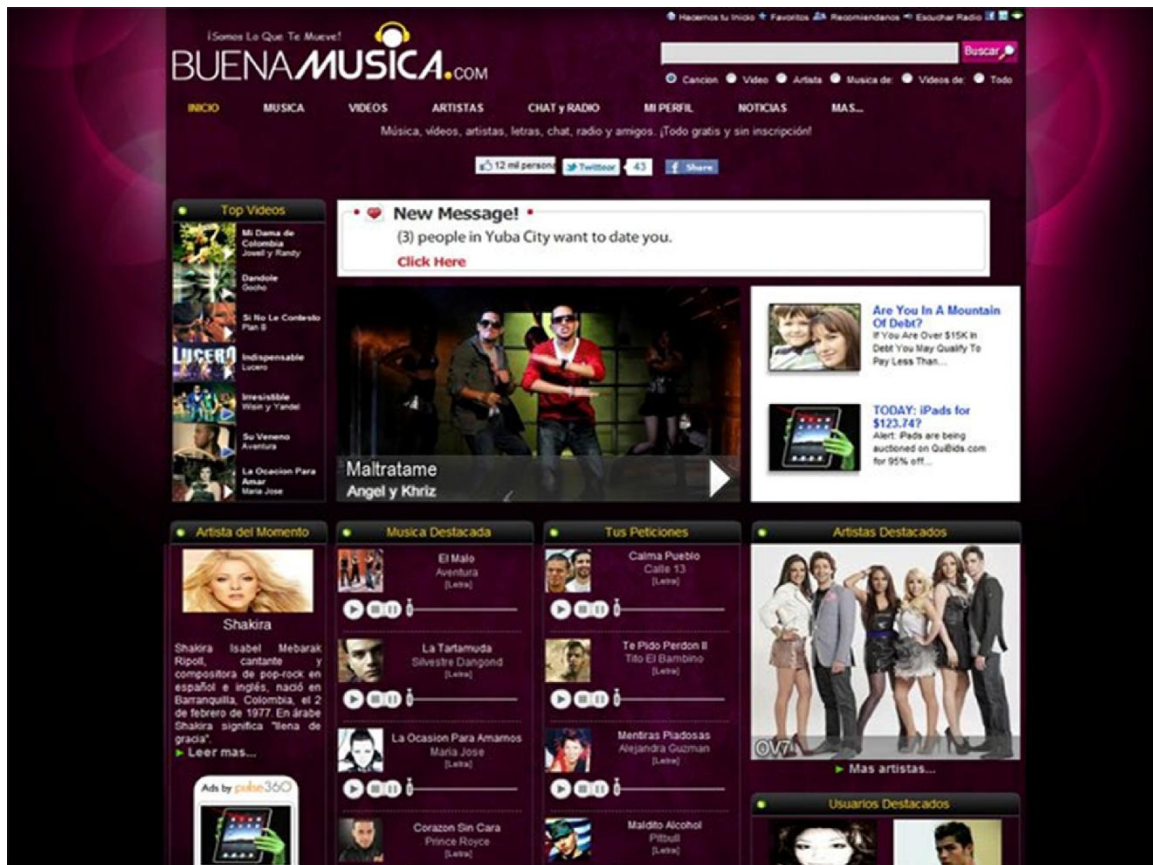 Hacernos tu Inicio Favoritos Recomiendanos Escuchar Radio
¡Somos Lo Que Te Mueve!
BUENAMUSICA.COM
Buscar
Cancion Video Artista Musica de: Videos de: Todo
INICIO MUSICA VIDEOS ARTISTAS CHAT y RADIO MI PERFIL NOTICIAS MAS...
Música, vídeos, artistas, letras, chat, radio y amigos. ¡Todo gratis y sin inscripción!
12 mil persona Twittear 43 Share
Top Videos
Mi Dama de
Colombia
Jowell y Randy
Dandole
Gocho
Si No Le Contesto
Plan B
LUCERO
Indispensable
Lucero
Irresistible
Wisin y Yandel
Su Veneno
Aventura
La Ocacion Para
Amar
Maria Jose
New Message!
(3) people in Yuba City want to date you.
Click Here
Maltratame
Angel y Khriz
Are You In A Mountain
Of Debt?
If You Are Over $15K In
Debt You May Qualify To
Pay Less Than...
TODAY: iPads for
$123.74?
Alert: iPads are being
auctioned on QuiBids.com
for 95% off...
Artista del Momento
Shakira
Shakira Isabel Mebarak
Ripoll, cantante y
compositora de pop-rock en
español e inglés, nació en
Barranquilla, Colombia, el 2
de febrero de 1977. En árabe
Shakira significa "llena de
gracia".
Leer mas...
Ads by pulse360
Musica Destacada
El Malo
Aventura
[Letra]
La Tartamuda
Silvestre Dangond
[Letra]
La Ocasion Para Amarnos
Maria Jose
[Letra]
Corazon Sin Cara
Prince Royce
[Letra]
Tus Peticiones
Calma Pueblo
Calle 13
[Letra]
Te Pido Perdon II
Tito El Bambino
[Letra]
Mentiras Piadosas
Alejandra Guzman
[Letra]
Maldito Alcohol
Pitbull
[Letra]
Artistas Destacados
OV7
Mas artistas...
Usuarios Destacados